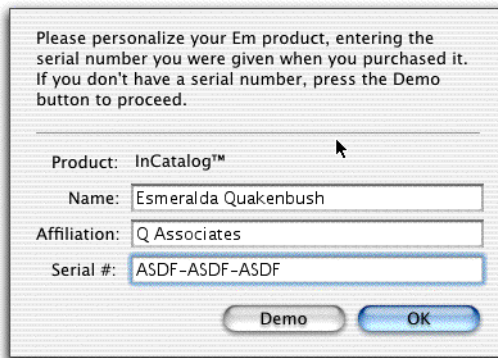 Please personalize your Em product, entering the
serial number you were given when you purchased it.
If you don't have a serial number, press the Demo
button to proceed.
Product: InCatalog™
Name: Esmeralda Quakenbush
Affiliation: Q Associates
Serial #: ASDF-ASDF-ASDF
Demo OK